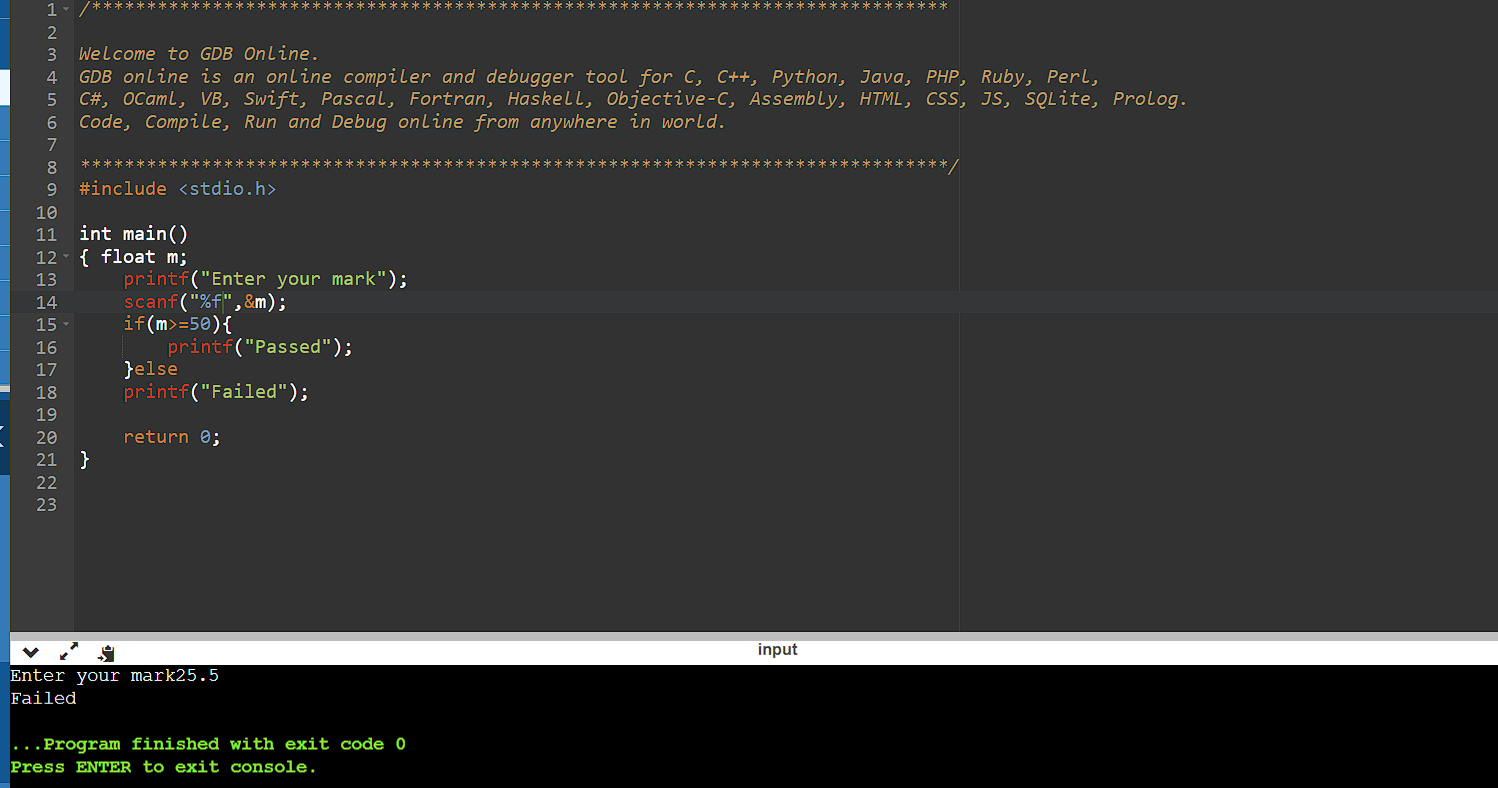 1 /******************************************************************************
2
3 Welcome to GDB Online.
4 GDB online is an online compiler and debugger tool for C, C++, Python, Java, PHP, Ruby, Perl,
5 C#, OCaml, VB, Swift, Pascal, Fortran, Haskell, Objective-C, Assembly, HTML, CSS, JS, SQLite, Prolog.
6 Code, Compile, Run and Debug online from anywhere in world.
7
8 *******************************************************************************/
9 #include <stdio.h>
10
11 int main()
12 { float m;
13     printf("Enter your mark");
14     scanf("%f",&m);
15     if(m>=50){
16         printf("Passed");
17     }else
18     printf("Failed");
19
20     return 0;
21 }
22
23
input
Enter your mark25.5
Failed
...Program finished with exit code 0
Press ENTER to exit console.